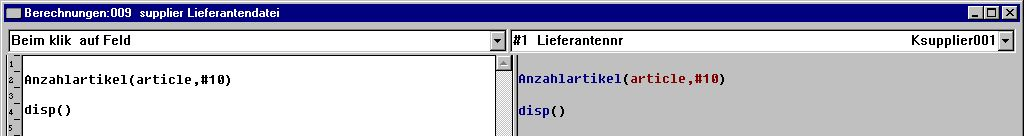 Berechnungen:009 supplier Lieferantendatei
Beim klik auf Feld
#1 Lieferantennr Ksupplier001
1
2 Anzahlartikel(article,#10)
3
4 disp()
5
Anzahlartikel(article,#10)
disp()